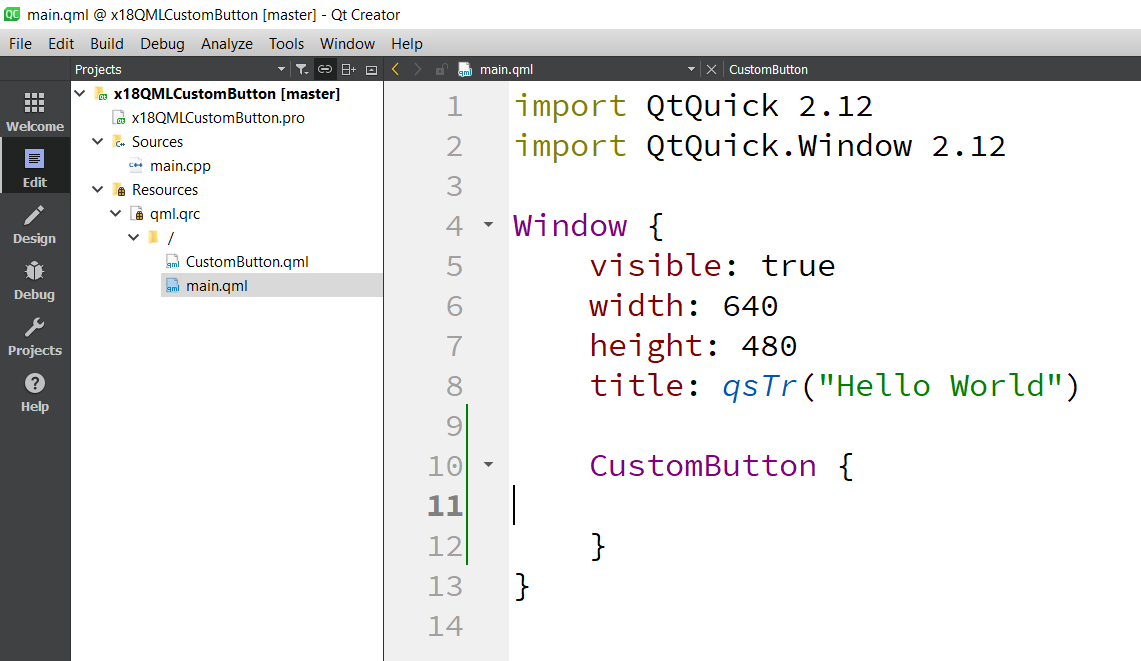 main.qml @ x18QMLCustomButton [master] - Qt Creator
File Edit Build Debug Analyze Tools Window Help
Projects
main.qml
CustomButton
Welcome
Edit
Design
Debug
Projects
Help
x18QMLCustomButton [master]
x18QMLCustomButton.pro
Sources
main.cpp
Resources
qml.qrc
/
CustomButton.qml
main.qml
1 import QtQuick 2.12
2 import QtQuick.Window 2.12
3
4 Window {
5 visible: true
6 width: 640
7 height: 480
8 title: qsTr("Hello World")
9
10 CustomButton {
11
12 }
13 }
14